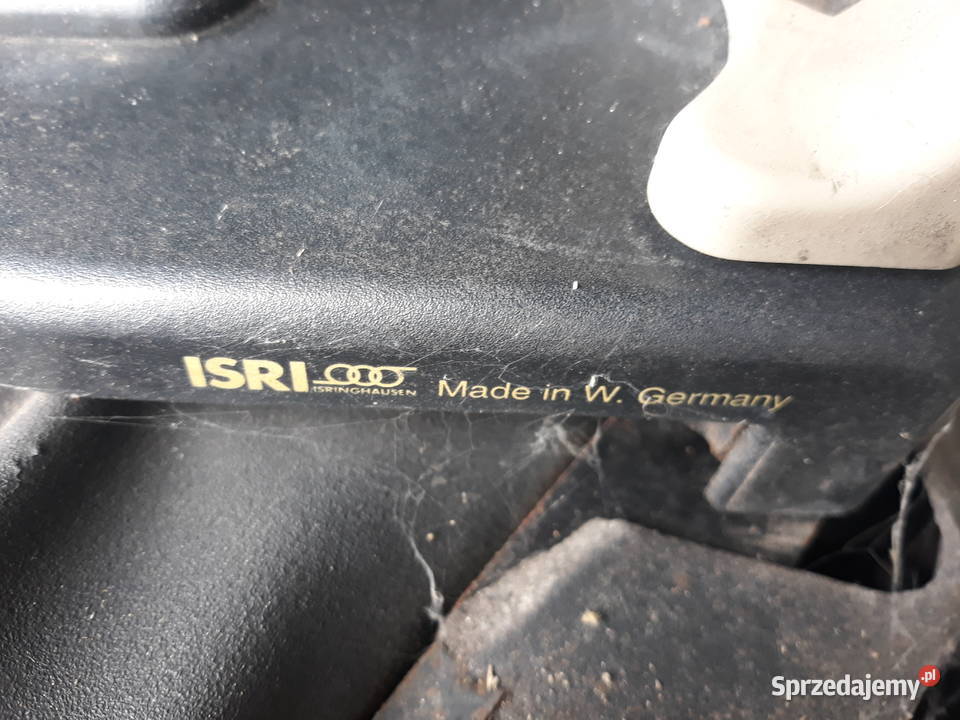 ISRI ISRINGHAUSEN Made in W. Germany
Sprzedajemy.pl